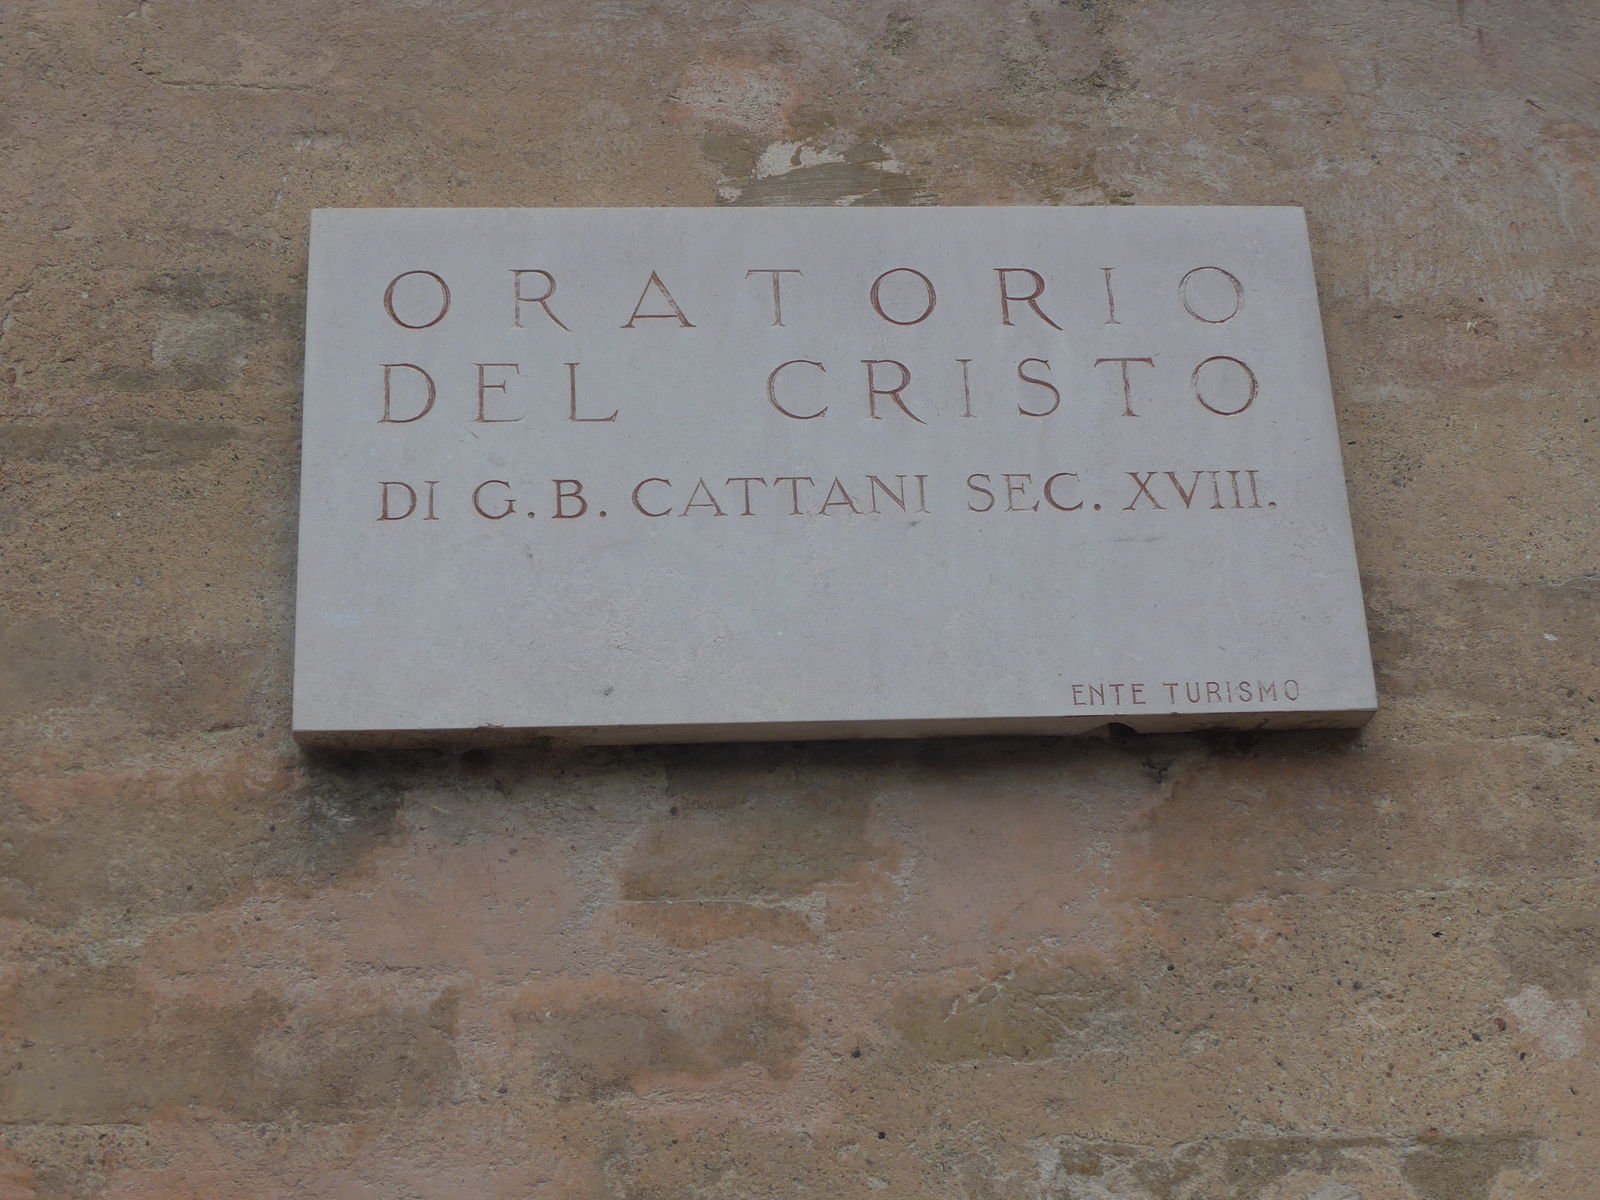 ORATORIO
DEL CRISTO
DI G.B. CATTANI SEC. XVIII.
ENTE TURISMO